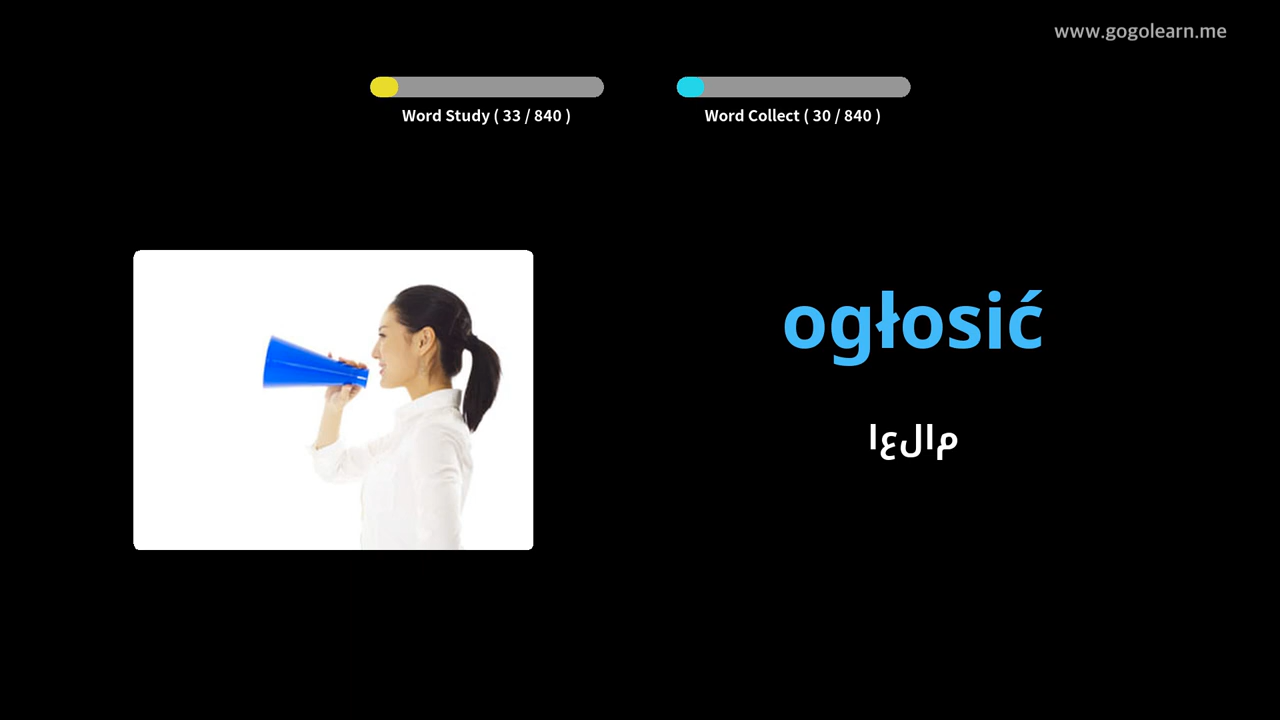 www.gogolearn.me
Word Study ( 33 / 840 )
Word Collect ( 30 / 840 )
ogłosić
اعلام